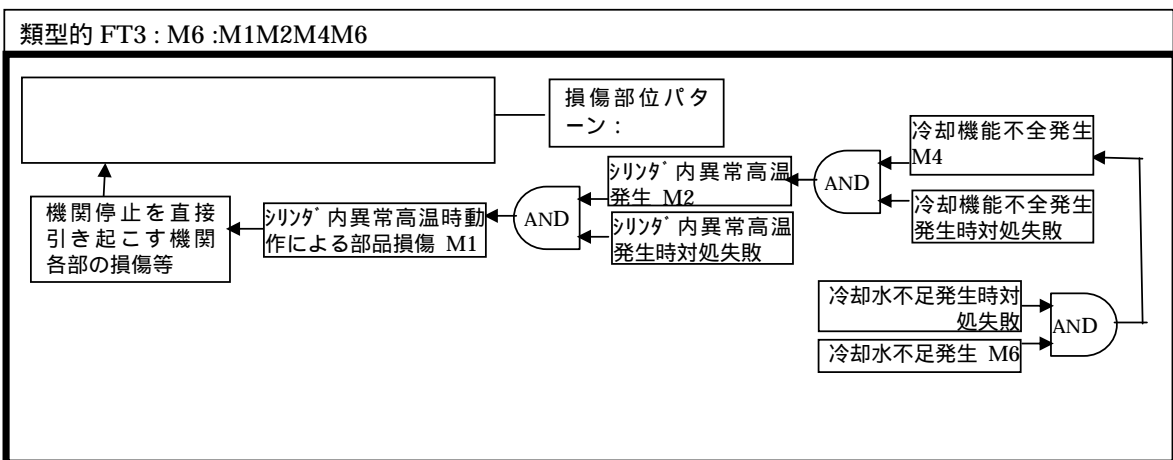 類型的 FT3 : M6 :M1M2M4M6
損傷部位パタ
ーン：
冷却機能不全発生
M4
シリンダ゙内異常高温
発生 M2
AND
冷却機能不全発生
発生時対処失敗
機関停止を直接
引き起こす機関
各部の損傷等
シリンダ゙内異常高温時動
作による部品損傷 M1
AND
シリンダ゙内異常高温
発生時対処失敗
冷却水不足発生時対
処失敗
AND
冷却水不足発生 M6